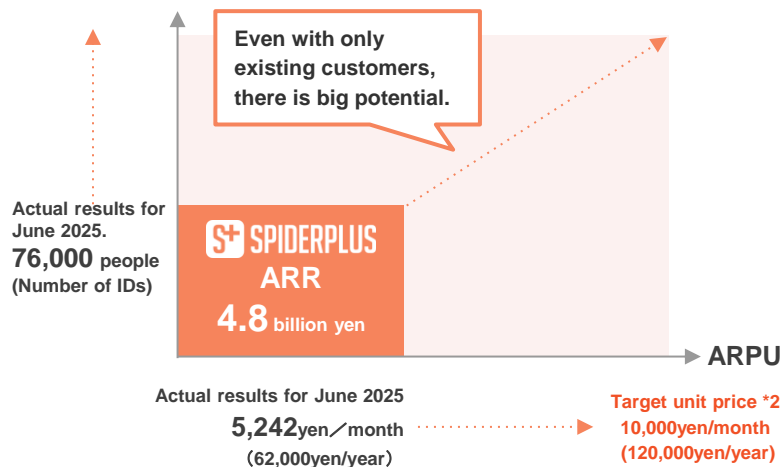 Even with only
existing customers,
there is big potential.
Actual results for
June 2025.
76,000 people
(Number of IDs)
S+ SPIDERPLUS
ARR
4.8 billion yen
ARPU
Actual results for June 2025
5,242yen／month
（62,000yen/year）
Target unit price *2
10,000yen/month
(120,000yen/year)